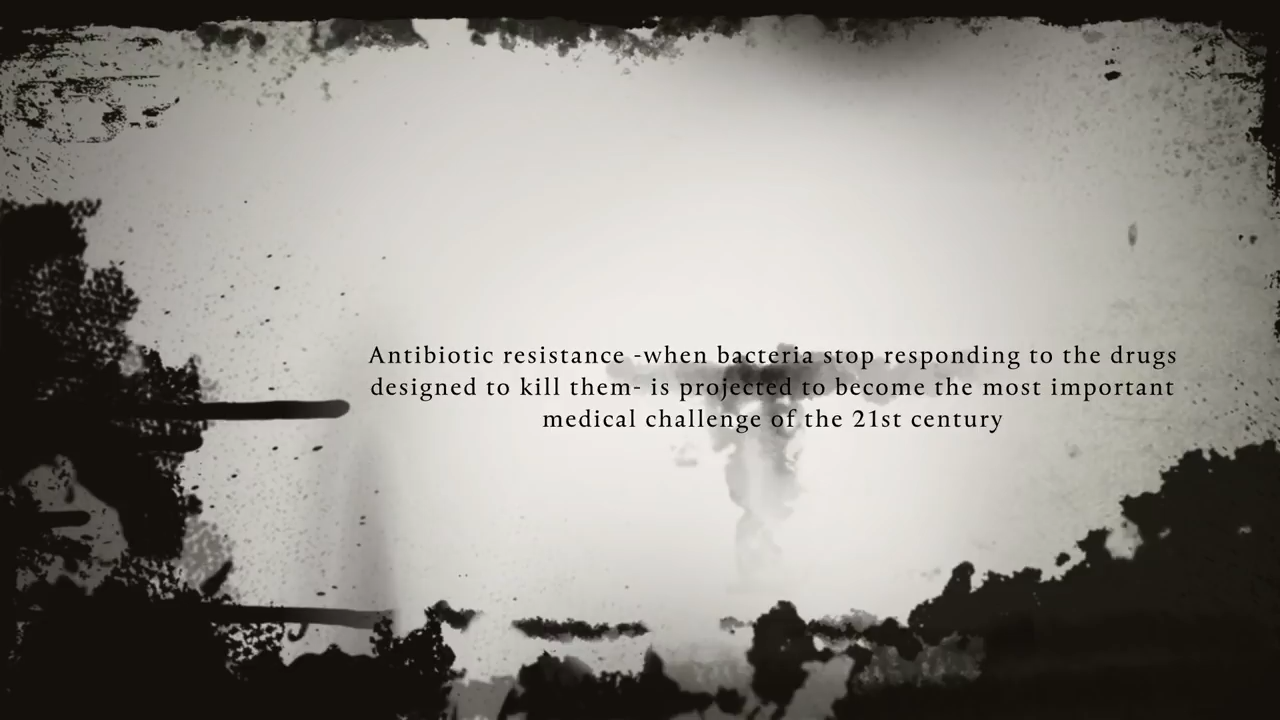 Antibiotic resistance -when bacteria stop responding to the drugs
designed to kill them- is projected to become the most important
medical challenge of the 21st century